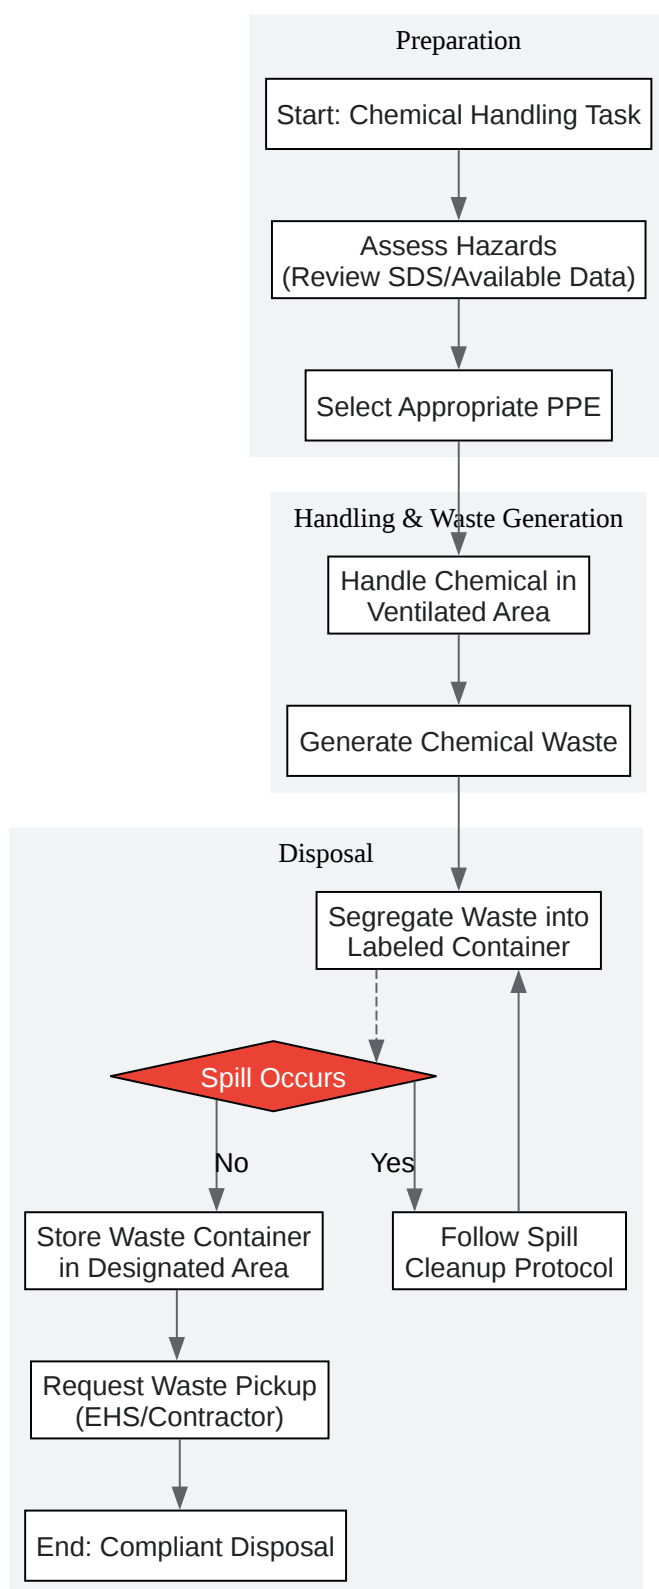 Preparation
Start: Chemical Handling Task
Assess Hazards
(Review SDS/Available Data)
Select Appropriate PPE
Handling & Waste Generation
Handle Chemical in
Ventilated Area
Generate Chemical Waste
Disposal
Segregate Waste into
Labeled Container
Spill Occurs
No
Yes
Store Waste Container
in Designated Area
Follow Spill
Cleanup Protocol
Request Waste Pickup
(EHS/Contractor)
End: Compliant Disposal